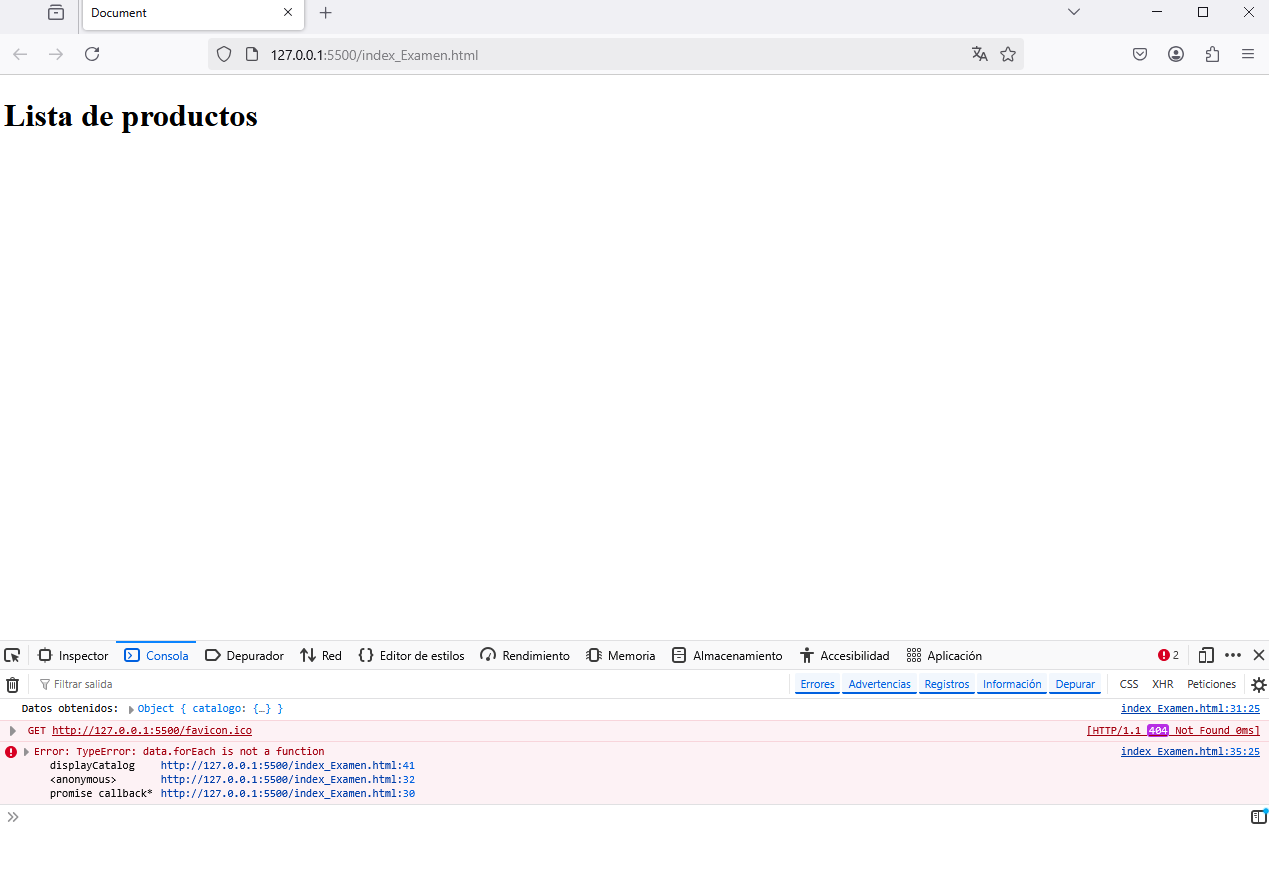 Document
127.0.0.1:5500/index_Examen.html
Lista de productos
Inspector Consola Depurador Red Editor de estilos Rendimiento Memoria Almacenamiento Accesibilidad Aplicación 2
Filtrar salida Errores Advertencias Registros Información Depurar CSS XHR Peticiones
Datos obtenidos: Object { catalogo: {…} } index_Examen.html:31:25
GET http://127.0.0.1:5500/favicon.ico [HTTP/1.1 404 Not Found 0ms]
Error: TypeError: data.forEach is not a function index_Examen.html:35:25
displayCatalog http://127.0.0.1:5500/index_Examen.html:41
<anonymous> http://127.0.0.1:5500/index_Examen.html:32
promise callback* http://127.0.0.1:5500/index_Examen.html:30